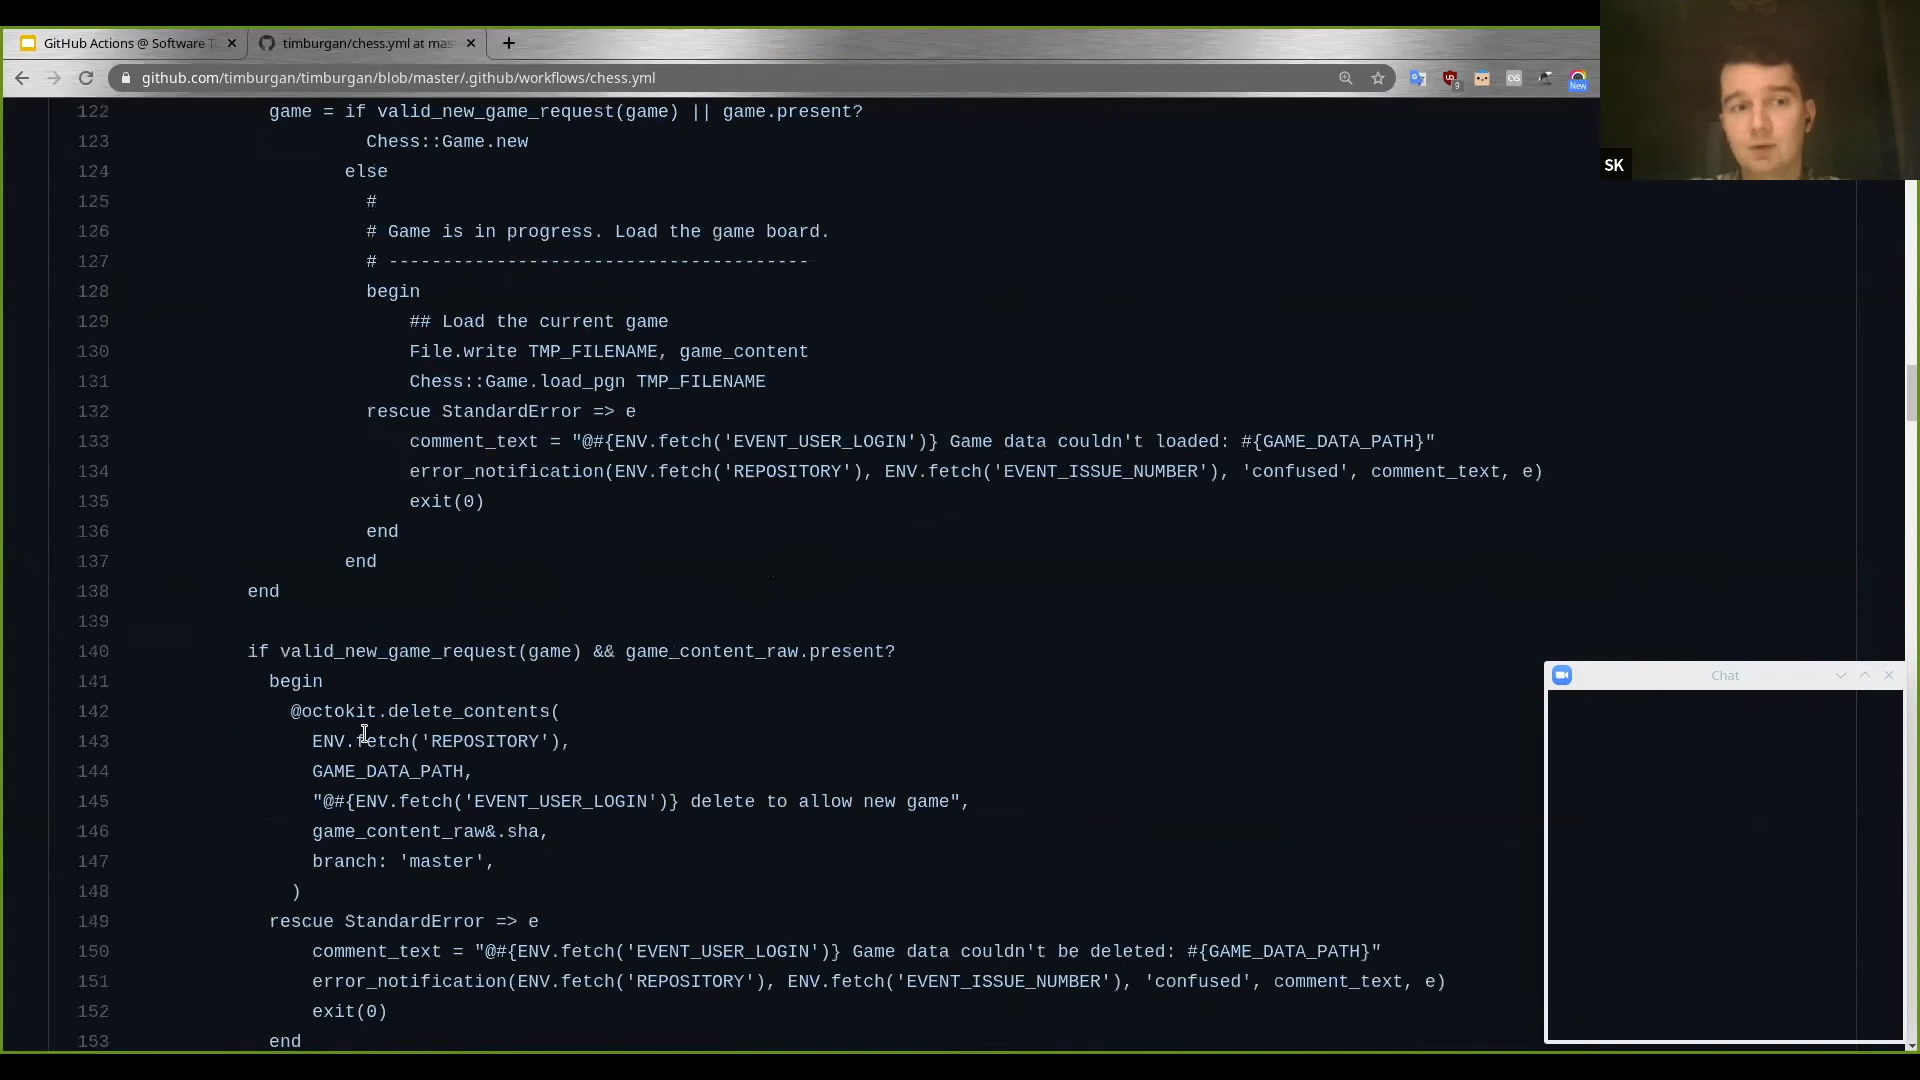 GitHub Actions @ Software T
timburgan/chess.yml at mas
github.com/timburgan/timburgan/blob/master/.github/workflows/chess.yml
9
New
SK
122 game = if valid_new_game_request(game) || game.present?
123 Chess::Game.new
124 else
125 #
126 # Game is in progress. Load the game board.
127 # ---------------------------------------
128 begin
129 ## Load the current game
130 File.write TMP_FILENAME, game_content
131 Chess::Game.load_pgn TMP_FILENAME
132 rescue StandardError => e
133 comment_text = "@#{ENV.fetch('EVENT_USER_LOGIN')} Game data couldn't loaded: #{GAME_DATA_PATH}"
134 error_notification(ENV.fetch('REPOSITORY'), ENV.fetch('EVENT_ISSUE_NUMBER'), 'confused', comment_text, e)
135 exit(0)
136 end
137 end
138 end
139
140 if valid_new_game_request(game) && game_content_raw.present?
141 begin
142 @octokit.delete_contents(
143 ENV.fetch('REPOSITORY'),
144 GAME_DATA_PATH,
145 "@#{ENV.fetch('EVENT_USER_LOGIN')} delete to allow new game",
146 game_content_raw&.sha,
147 branch: 'master',
148 )
149 rescue StandardError => e
150 comment_text = "@#{ENV.fetch('EVENT_USER_LOGIN')} Game data couldn't be deleted: #{GAME_DATA_PATH}"
151 error_notification(ENV.fetch('REPOSITORY'), ENV.fetch('EVENT_ISSUE_NUMBER'), 'confused', comment_text, e)
152 exit(0)
153 end
Chat